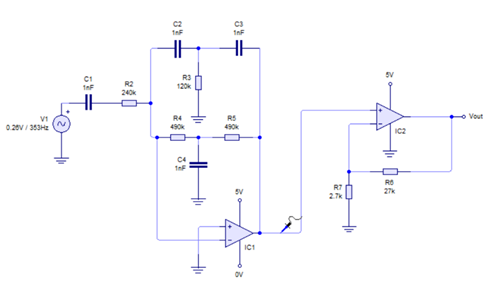 C2
1nF
C3
1nF
C1
1nF
R2
240k
R3
120k
5V
V1
0.26V / 353Hz
R4
490k
R5
490k
IC2
Vout
C4
1nF
R7
2.7k
R6
27k
5V
IC1
0V